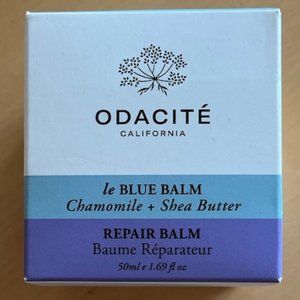 ODACITÉ
CALIFORNIA
le BLUE BALM
Chamomile + Shea Butter
REPAIR BALM
Baume Réparateur
50ml e 1.69 fl oz